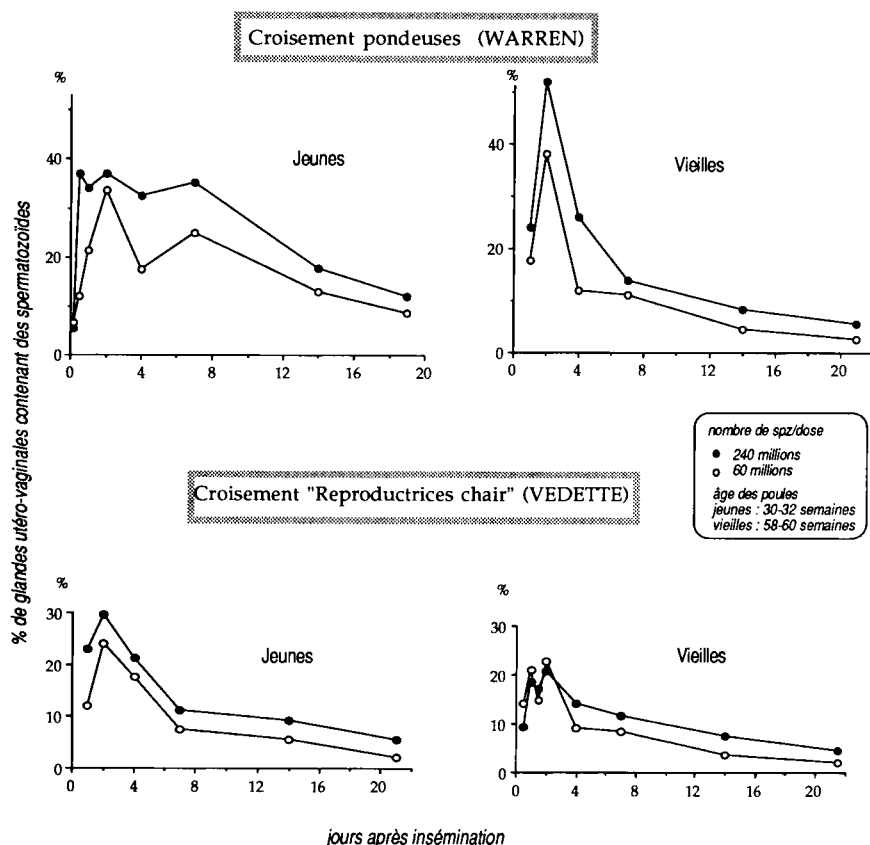 Croisement pondeuses (WARREN)
% de glandes utéro-vaginales contenant des spermatozoïdes
%
Jeunes
40
20
0
0 4 8 12 16 20
%
Vieilles
40
20
0
0 4 8 12 16 20
nombre de spz/dose
240 millions
60 millions
âge des poules
jeunes : 30-32 semaines
vieilles : 58-60 semaines
Croisement "Reproductrices chair" (VEDETTE)
%
Jeunes
30
20
10
0
0 4 8 12 16 20
%
Vieilles
30
20
10
0
0 4 8 12 16 20
jours après insémination